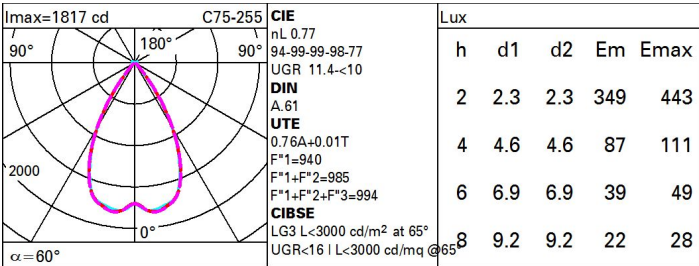 Imax=1817 cd C75-255
90° 180° 90°
2000
0°
α=60°
CIE
nL 0.77
94-99-99-98-77
UGR 11.4-<10
DIN
A.61
UTE
0.76A+0.01T
F"1=940
F"1+F"2=985
F"1+F"2+F"3=994
CIBSE
LG3 L<3000 cd/m² at 65°
UGR<16 | L<3000 cd/mq @65°
Lux
h d1 d2 Em Emax
2 2.3 2.3 349 443
4 4.6 4.6 87 111
6 6.9 6.9 39 49
8 9.2 9.2 22 28